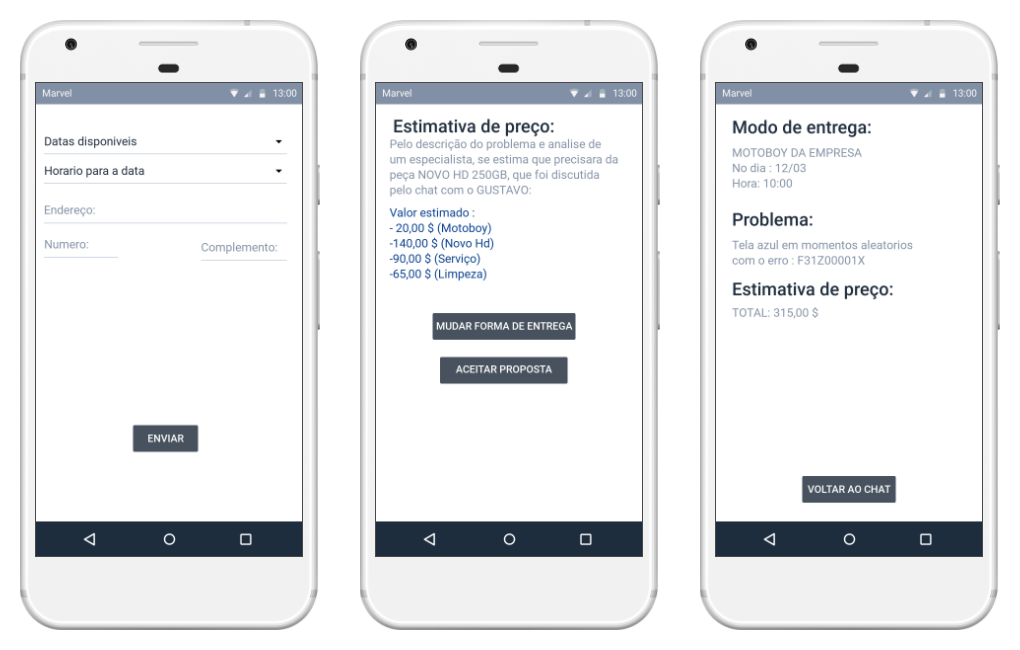 Marvel 13:00
Datas disponiveis
Horario para a data
Endereço:
Numero:
Complemento:
ENVIAR
Marvel 13:00
Estimativa de preço:
Pelo descrição do problema e analise de
um especialista, se estima que precisara da
peça NOVO HD 250GB, que foi discutida
pelo chat com o GUSTAVO:
Valor estimado :
- 20,00 $ (Motoboy)
-140,00 $ (Novo Hd)
-90,00 $ (Serviço)
-65,00 $ (Limpeza)
MUDAR FORMA DE ENTREGA
ACEITAR PROPOSTA
Marvel 13:00
Modo de entrega:
MOTOBOY DA EMPRESA
No dia : 12/03
Hora: 10:00
Problema:
Tela azul em momentos aleatorios
com o erro : F31Z00001X
Estimativa de preço:
TOTAL: 315,00 $
VOLTAR AO CHAT